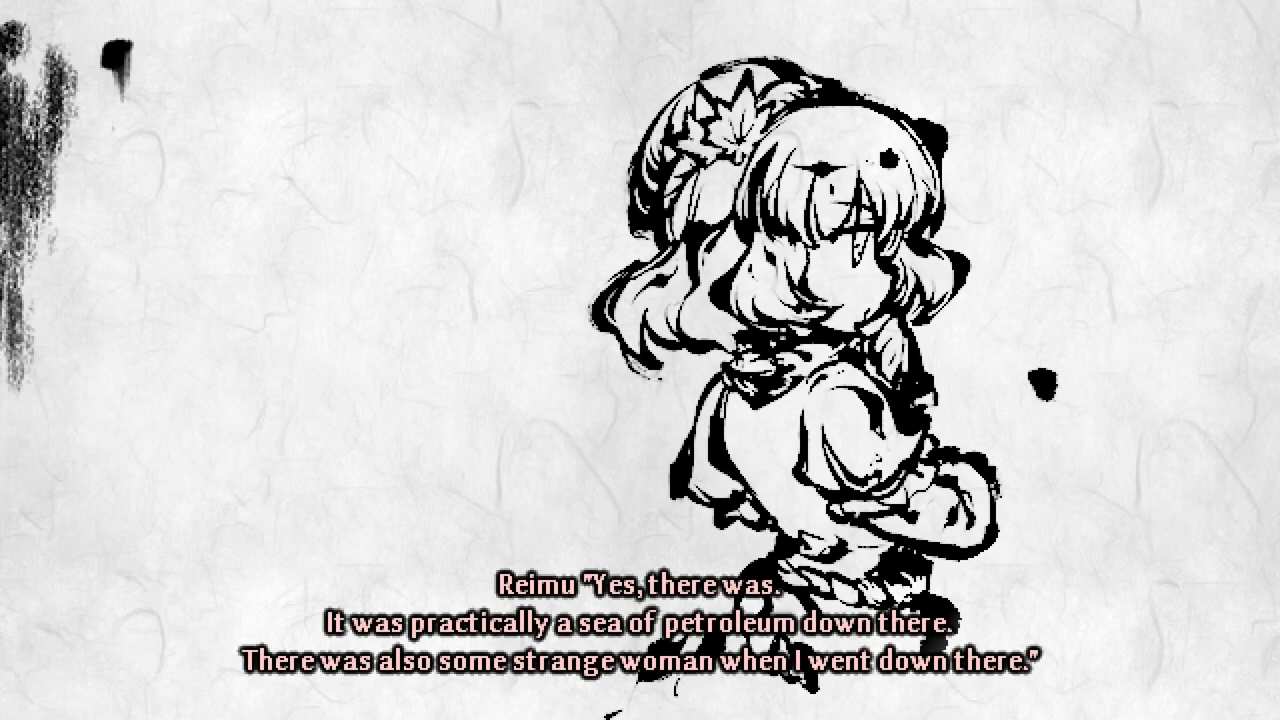 Reimu "Yes, there was.
It was practically a sea of petroleum down there.
There was also some strange woman when I went down there."